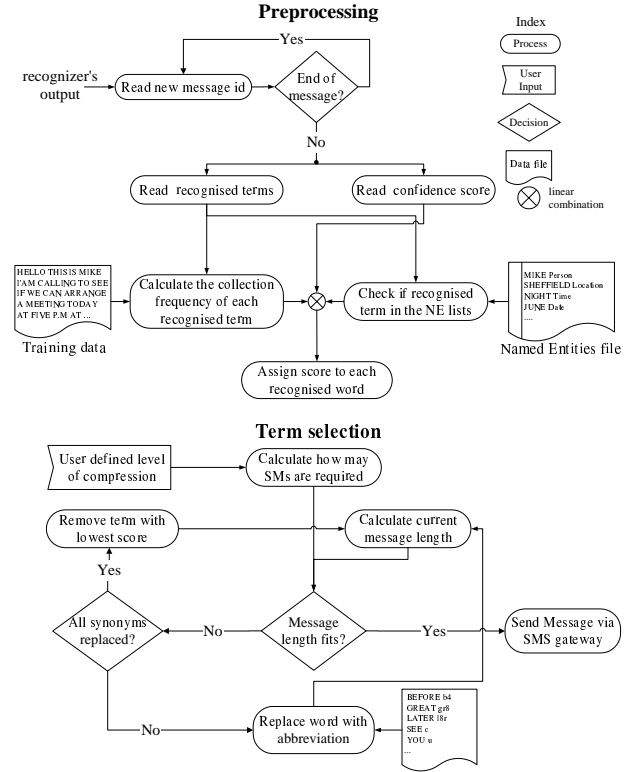 Preprocessing
Index
Process
User
Input
Decision
Data file
linear
combination
Yes
recognizer's
output
Read new message id
End of
message?
No
Read recognised terms
Read confidence score
HELLO THIS IS MIKE
I'AM CALLING TO SEE
IF WE CAN ARRANGE
A MEETING TODAY
AT FIVE P.M AT ...
Training data
Calculate the collection
frequency of each
recognised term
Check if recognised
term in the NE lists
MIKE Person
SHEFFIELD Location
NIGHT Time
JUNE Date
....
Named Entities file
Assign score to each
recognised word
Term selection
User defined level
of compression
Calculate how may
SMs are required
Remove term with
lowest score
Calculate current
message length
Yes
All synonyms
replaced?
No
Message
length fits?
Yes
Send Message via
SMS gateway
No
Replace word with
abbreviation
BEFORE b4
GREAT gr8
LATER l8r
SEE c
YOU u
...